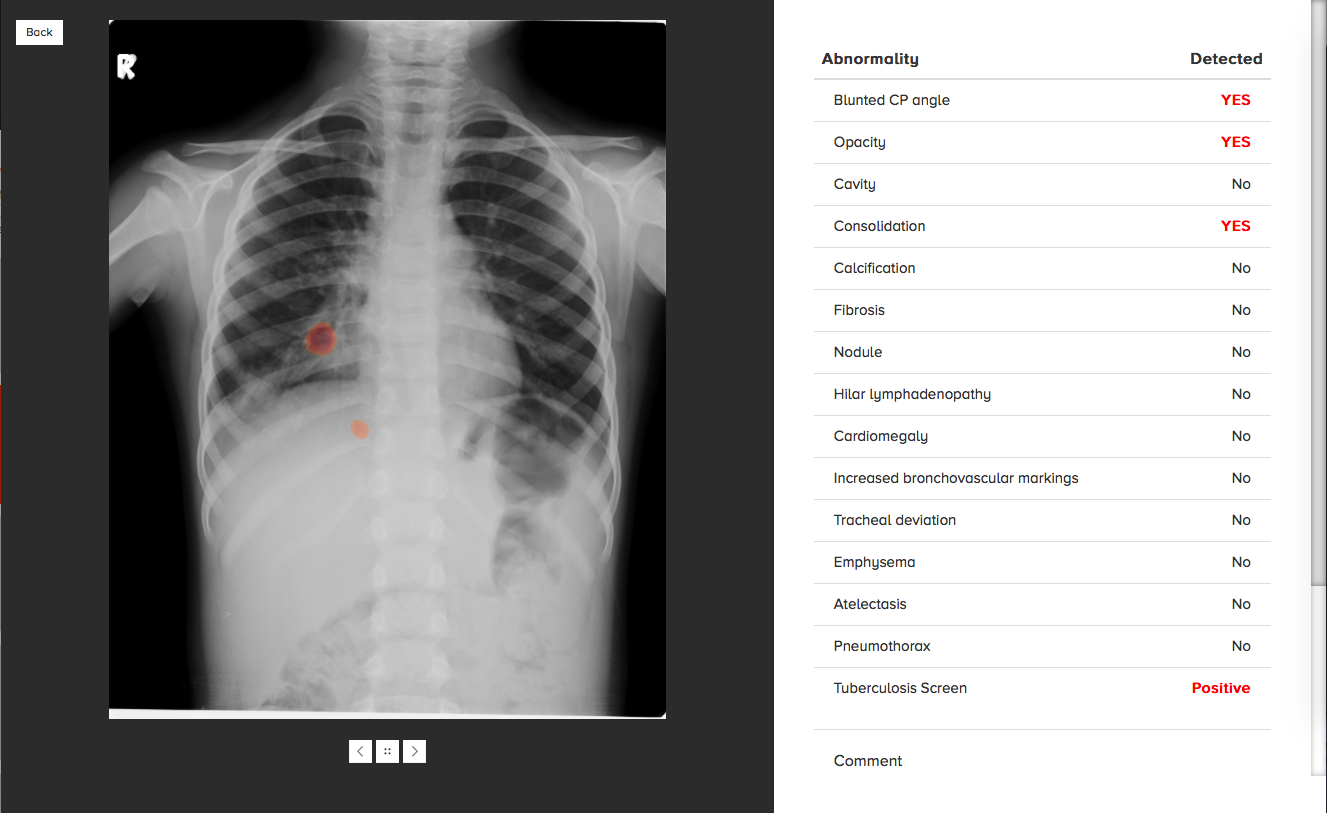 Back
R
Abnormality Detected
Blunted CP angle YES
Opacity YES
Cavity No
Consolidation YES
Calcification No
Fibrosis No
Nodule No
Hilar lymphadenopathy No
Cardiomegaly No
Increased bronchovascular markings No
Tracheal deviation No
Emphysema No
Atelectasis No
Pneumothorax No
Tuberculosis Screen Positive
Comment